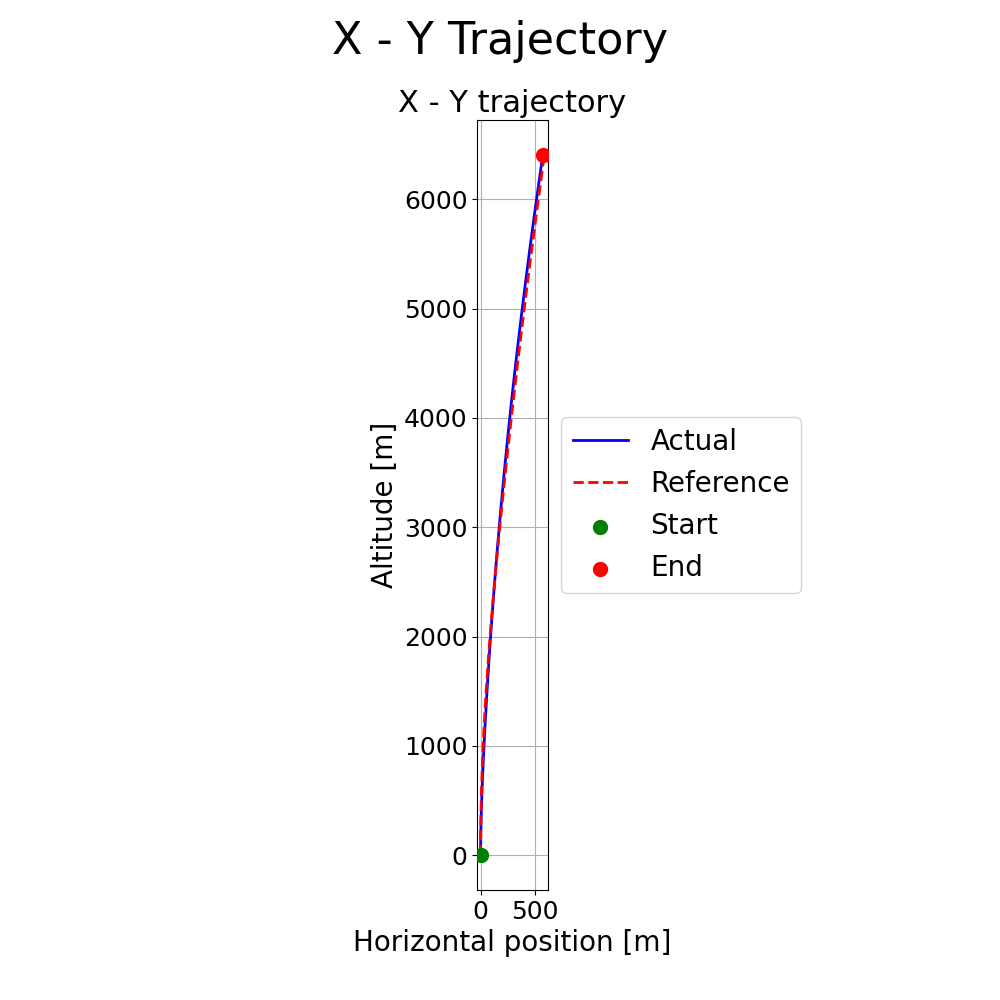 X - Y Trajectory
X - Y trajectory
6000
5000
4000
3000
2000
1000
0
Altitude [m]
0 500
Horizontal position [m]
Actual
Reference
Start
End